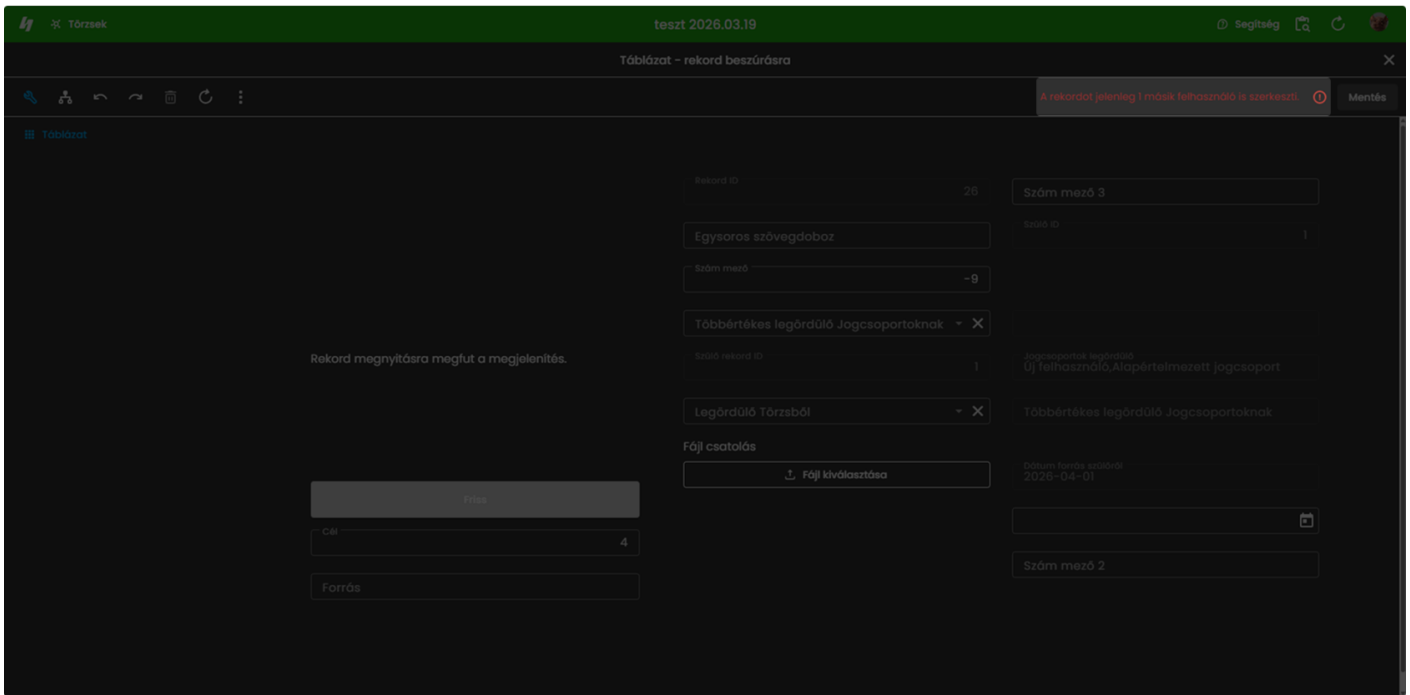 Törzsek
teszt 2026.03.19
Segítség
Táblázat - rekord beszúrásra
A rekordot jelenleg 1 másik felhasználó is szerkeszti.
Mentés
Táblázat
Rekord megnyitásra megfut a megjelenítés.
Friss
Cél
4
Forrás
Rekord ID
26
Egysoros szövegdoboz
Szám mező
-9
Többértékes legördülő Jogcsoportoknak
Szülő rekord ID
1
Legördülő Törzsből
Fájl csatolás
Fájl kiválasztása
Szám mező 3
Szülő ID
1
Jogcsoportok legördülő
Új felhasználó,Alapértelmezett jogcsoport
Többértékes legördülő Jogcsoportoknak
Dátum forrás szülőről
2026-04-01
Szám mező 2